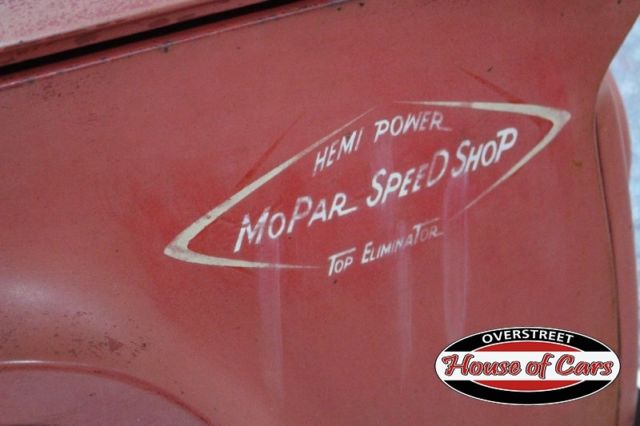 HEMI POWER
MOPAR SPEED SHOP
TOP ELIMINATOR
OVERSTREET
House of Cars